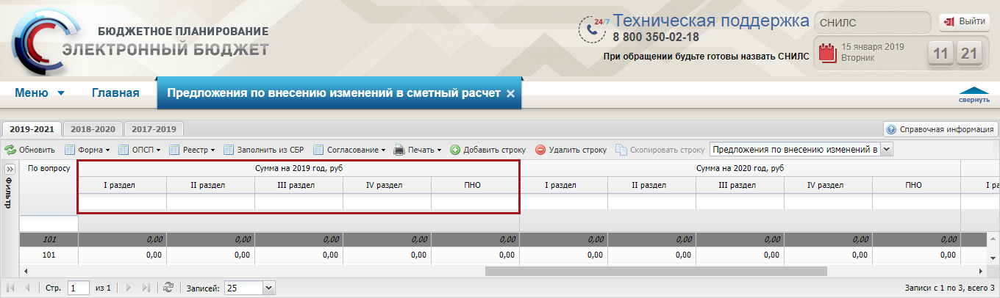 БЮДЖЕТНОЕ ПЛАНИРОВАНИЕ
ЭЛЕКТРОННЫЙ БЮДЖЕТ
24/7 Техническая поддержка
8 800 350-02-18
При обращении будьте готовы назвать СНИЛС
СНИЛС
Выйти
15 января 2019
Вторник
11 21
Меню Главная Предложения по внесению изменений в сметный расчет
свернуть
2019-2021 2018-2020 2017-2019 Справочная информация
Обновить Форма ОПСП Реестр Заполнить из СБР Согласование Печать Добавить строку Удалить строку Скопировать строку Предложения по внесению изменений в
Фильтр
По вопросу Сумма на 2019 год, руб Сумма на 2020 год, руб
I раздел II раздел III раздел IV раздел ПНО I раздел II раздел III раздел IV раздел ПНО I ра
101 0,00 0,00 0,00 0,00 0,00 0,00 0,00 0,00 0,00 0,00
101 0,00 0,00 0,00 0,00 0,00 0,00 0,00 0,00 0,00 0,00
Стр. 1 из 1 Записей: 25 Записи с 1 по 3, всего 3